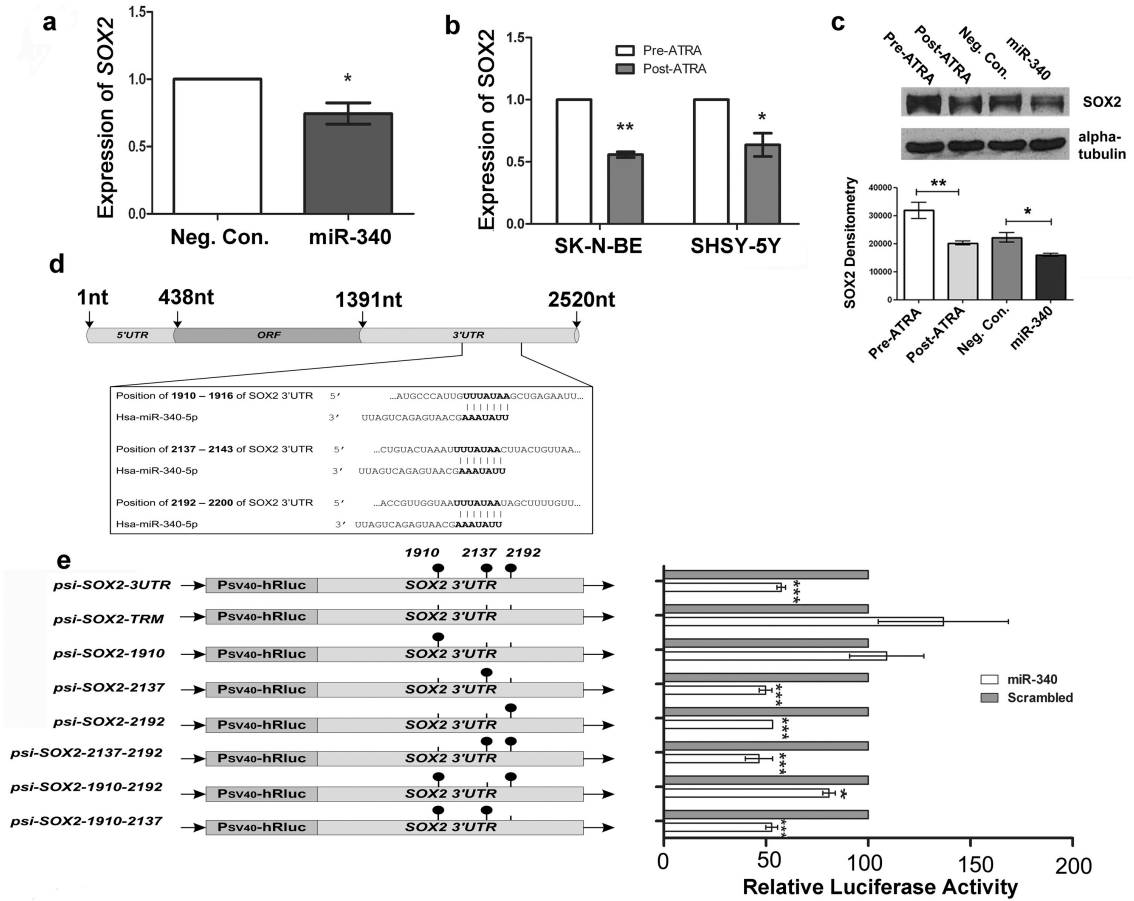 a
Expression of SOX2
1.5
1.0
0.5
0.0
*
Neg. Con.
miR-340
b
Expression of SOX2
1.5
1.0
0.5
0.0
Pre-ATRA
Post-ATRA
**
*
SK-N-BE
SHSY-5Y
c
Pre-ATRA
Post-ATRA
Neg. Con.
miR-340
SOX2
alpha-
tubulin
SOX2 Densitometry
40000
30000
20000
10000
0
**
*
Pre-ATRA
Post-ATRA
Neg. Con.
miR-340
d
1nt 438nt 1391nt 2520nt
5'UTR ORF 3'UTR
Position of 1910 – 1916 of SOX2 3'UTR 5' …AUGCCCAUUGUUUAUAAGCUGAGAAUU…
Hsa-miR-340-5p 3' UUAGUCAGAGUAACGAAAUAUU
Position of 2137 – 2143 of SOX2 3'UTR 5' …CUGUACUAAAUUUUAUAACUUACUGUUAA…
Hsa-miR-340-5p 3' UUAGUCAGAGUAACGAAAUAUU
Position of 2192 – 2200 of SOX2 3'UTR 5' …ACCGUUGGUAAUUUAUAAUAGCUUUUGUU…
Hsa-miR-340-5p 3' UUAGUCAGAGUAACGAAAUAUU
e
1910 2137 2192
psi-SOX2-3UTR PSV40-hRluc SOX2 3'UTR
psi-SOX2-TRM PSV40-hRluc SOX2 3'UTR
psi-SOX2-1910 PSV40-hRluc SOX2 3'UTR
psi-SOX2-2137 PSV40-hRluc SOX2 3'UTR
psi-SOX2-2192 PSV40-hRluc SOX2 3'UTR
psi-SOX2-2137-2192 PSV40-hRluc SOX2 3'UTR
psi-SOX2-1910-2192 PSV40-hRluc SOX2 3'UTR
psi-SOX2-1910-2137 PSV40-hRluc SOX2 3'UTR
***
***
***
***
**
***
miR-340
Scrambled
0 50 100 150 200
Relative Luciferase Activity